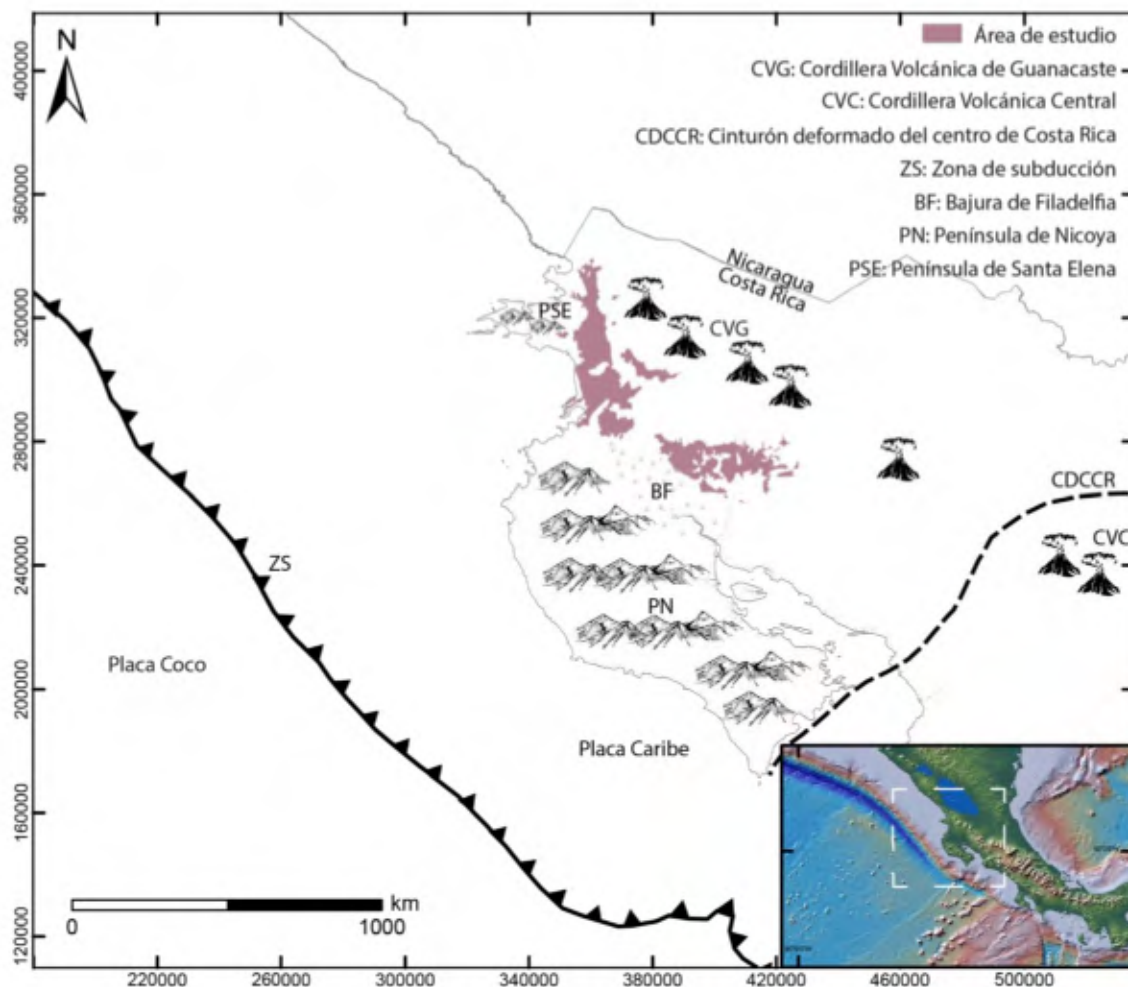 N
Área de estudio
CVG: Cordillera Volcánica de Guanacaste
CVC: Cordillera Volcánica Central
CDCCR: Cinturón deformado del centro de Costa Rica
ZS: Zona de subducción
BF: Bajura de Filadelfia
PN: Península de Nicoya
PSE: Península de Santa Elena
400000
360000
320000
280000
240000
200000
160000
120000
Nicaragua
Costa Rica
PSE
CVG
BF
CDCCR
CVC
ZS
PN
Placa Coco
Placa Caribe
km
0
1000
220000
260000
300000
340000
380000
420000
460000
500000